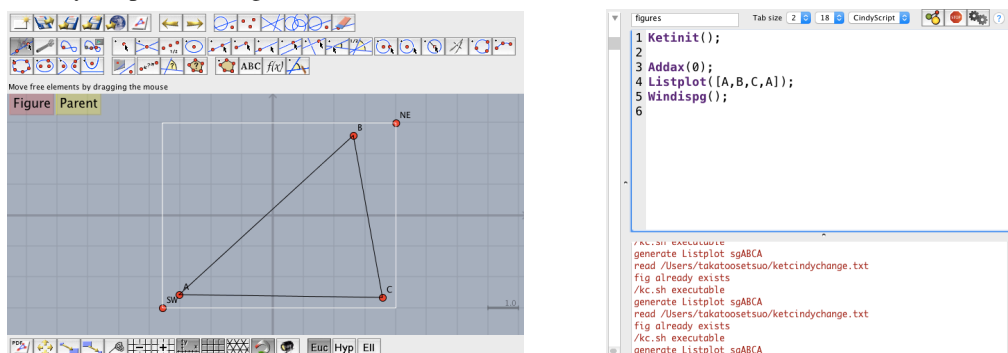 ABC
f(x)
Move free elements by dragging the mouse
Figure Parent
NE
B
A
SW
C
1.0
PDF
Euc Hyp Ell
figures
Tab size 2 18 CindyScript
STOP
?
1 Ketinit();
2
3 Addax(0);
4 Listplot([A,B,C,A]);
5 Windispg();
6
/kc.sh executable
generate Listplot sgABCA
read /Users/takatoosetsuo/ketcindychange.txt
fig already exists
/kc.sh executable
generate Listplot sgABCA
read /Users/takatoosetsuo/ketcindychange.txt
fig already exists
/kc.sh executable
generate Listplot sgABCA